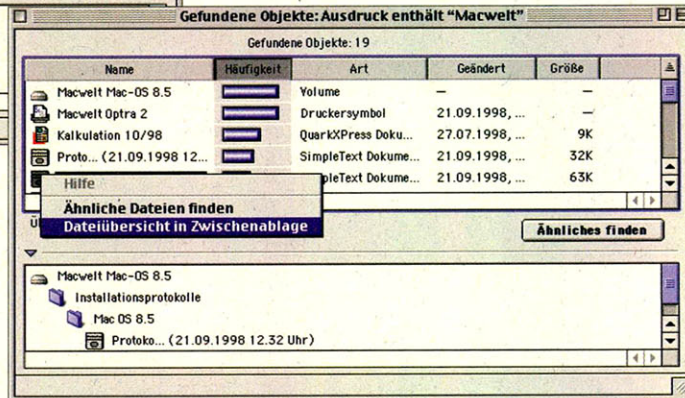 Gefundene Objekte: Ausdruck enthält “Macwelt”
Gefundene Objekte: 19
Name Häufigkeit Art Geändert Größe
Macwelt Mac-OS 8.5 Volume – –
Macwelt Optra 2 Druckersymbol 21.09.1998, ... –
Kalkulation 10/98 QuarkXPress Doku... 27.07.1998, ... 9K
Proto... (21.09.1998 12... SimpleText Dokume... 21.09.1998, ... 32K
pleText Dokume... 21.09.1998, ... 63K
Hilfe
Ähnliche Dateien finden
Dateiübersicht in Zwischenablage
Ähnliches finden
Macwelt Mac-OS 8.5
Installationsprotokolle
Mac OS 8.5
Protoko... (21.09.1998 12.32 Uhr)